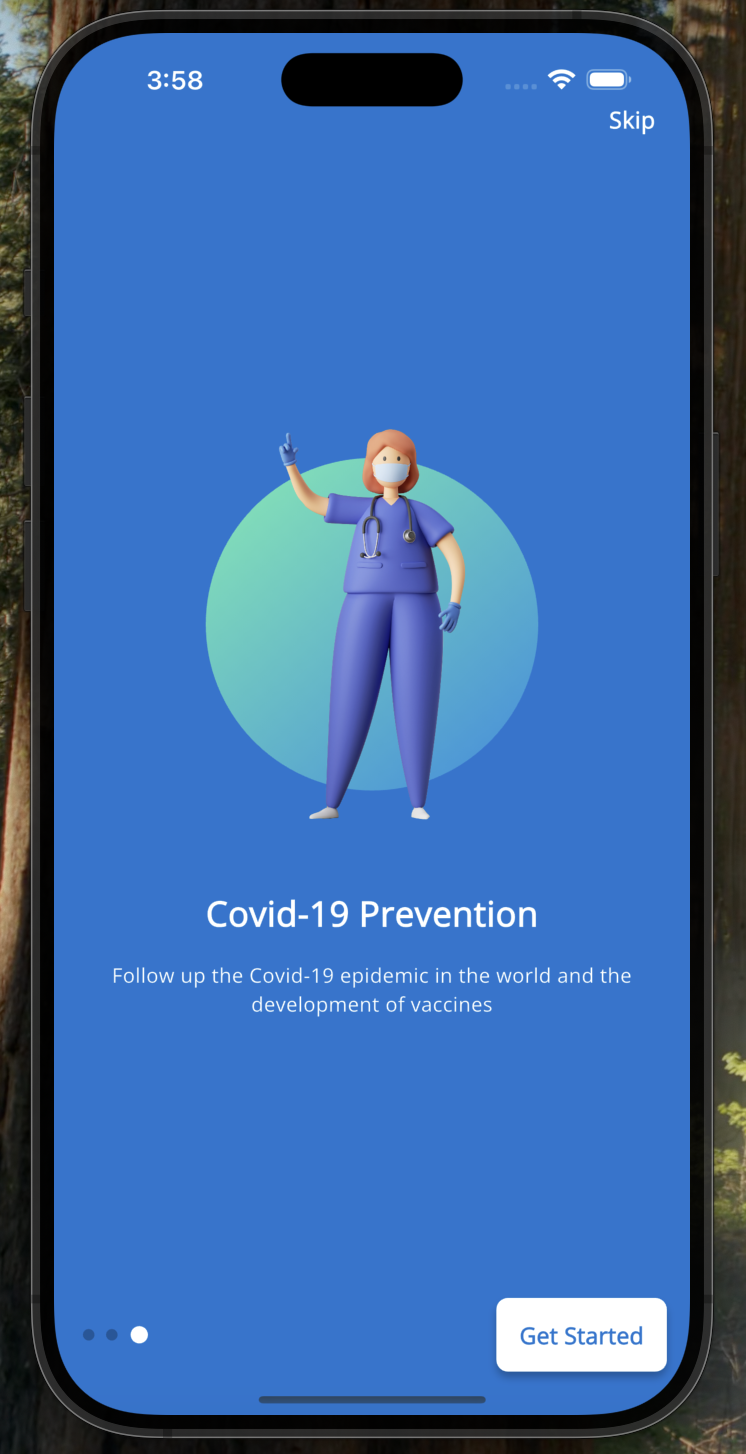 3:58
Skip
Covid-19 Prevention
Follow up the Covid-19 epidemic in the world and the
development of vaccines
Get Started